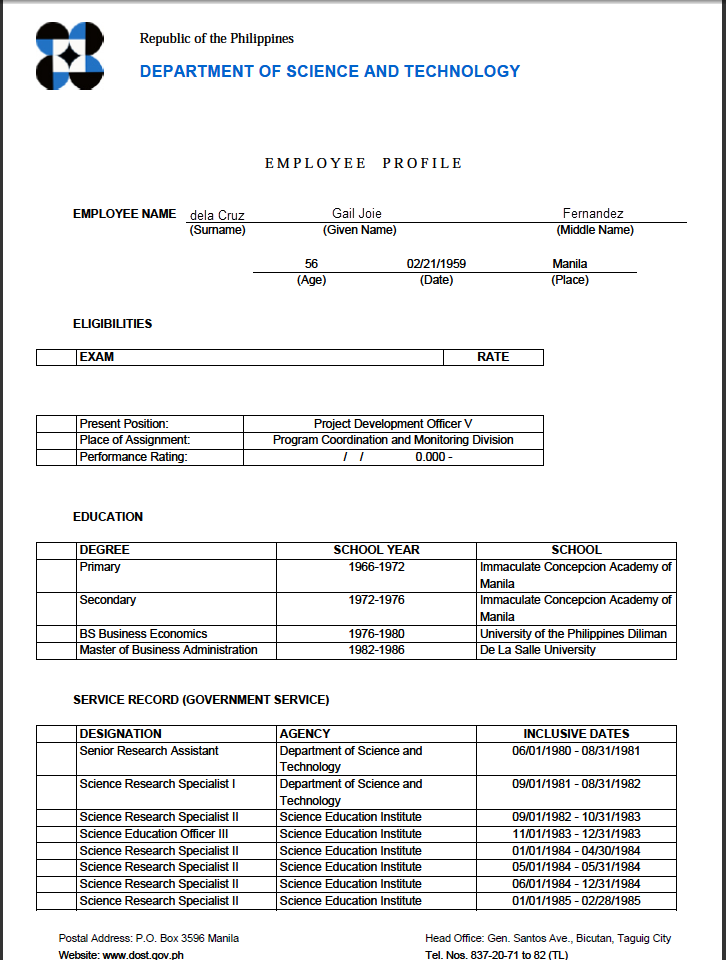 Republic of the Philippines
DEPARTMENT OF SCIENCE AND TECHNOLOGY
EMPLOYEE PROFILE
EMPLOYEE NAME dela Cruz Gail Joie Fernandez
(Surname) (Given Name) (Middle Name)
56 02/21/1959 Manila
(Age) (Date) (Place)
ELIGIBILITIES
EXAM RATE
Present Position: Project Development Officer V
Place of Assignment: Program Coordination and Monitoring Division
Performance Rating: / / 0.000 -
EDUCATION
DEGREE SCHOOL YEAR SCHOOL
Primary 1966-1972 Immaculate Concepcion Academy of
Manila
Secondary 1972-1976 Immaculate Concepcion Academy of
Manila
BS Business Economics 1976-1980 University of the Philippines Diliman
Master of Business Administration 1982-1986 De La Salle University
SERVICE RECORD (GOVERNMENT SERVICE)
DESIGNATION AGENCY INCLUSIVE DATES
Senior Research Assistant Department of Science and 06/01/1980 - 08/31/1981
Technology
Science Research Specialist I Department of Science and 09/01/1981 - 08/31/1982
Technology
Science Research Specialist II Science Education Institute 09/01/1982 - 10/31/1983
Science Education Officer III Science Education Institute 11/01/1983 - 12/31/1983
Science Research Specialist II Science Education Institute 01/01/1984 - 04/30/1984
Science Research Specialist II Science Education Institute 05/01/1984 - 05/31/1984
Science Research Specialist II Science Education Institute 06/01/1984 - 12/31/1984
Science Research Specialist II Science Education Institute 01/01/1985 - 02/28/1985
Postal Address: P.O. Box 3596 Manila Head Office: Gen. Santos Ave., Bicutan, Taguig City
Website: www.dost.gov.ph Tel. Nos. 837-20-71 to 82 (TL)